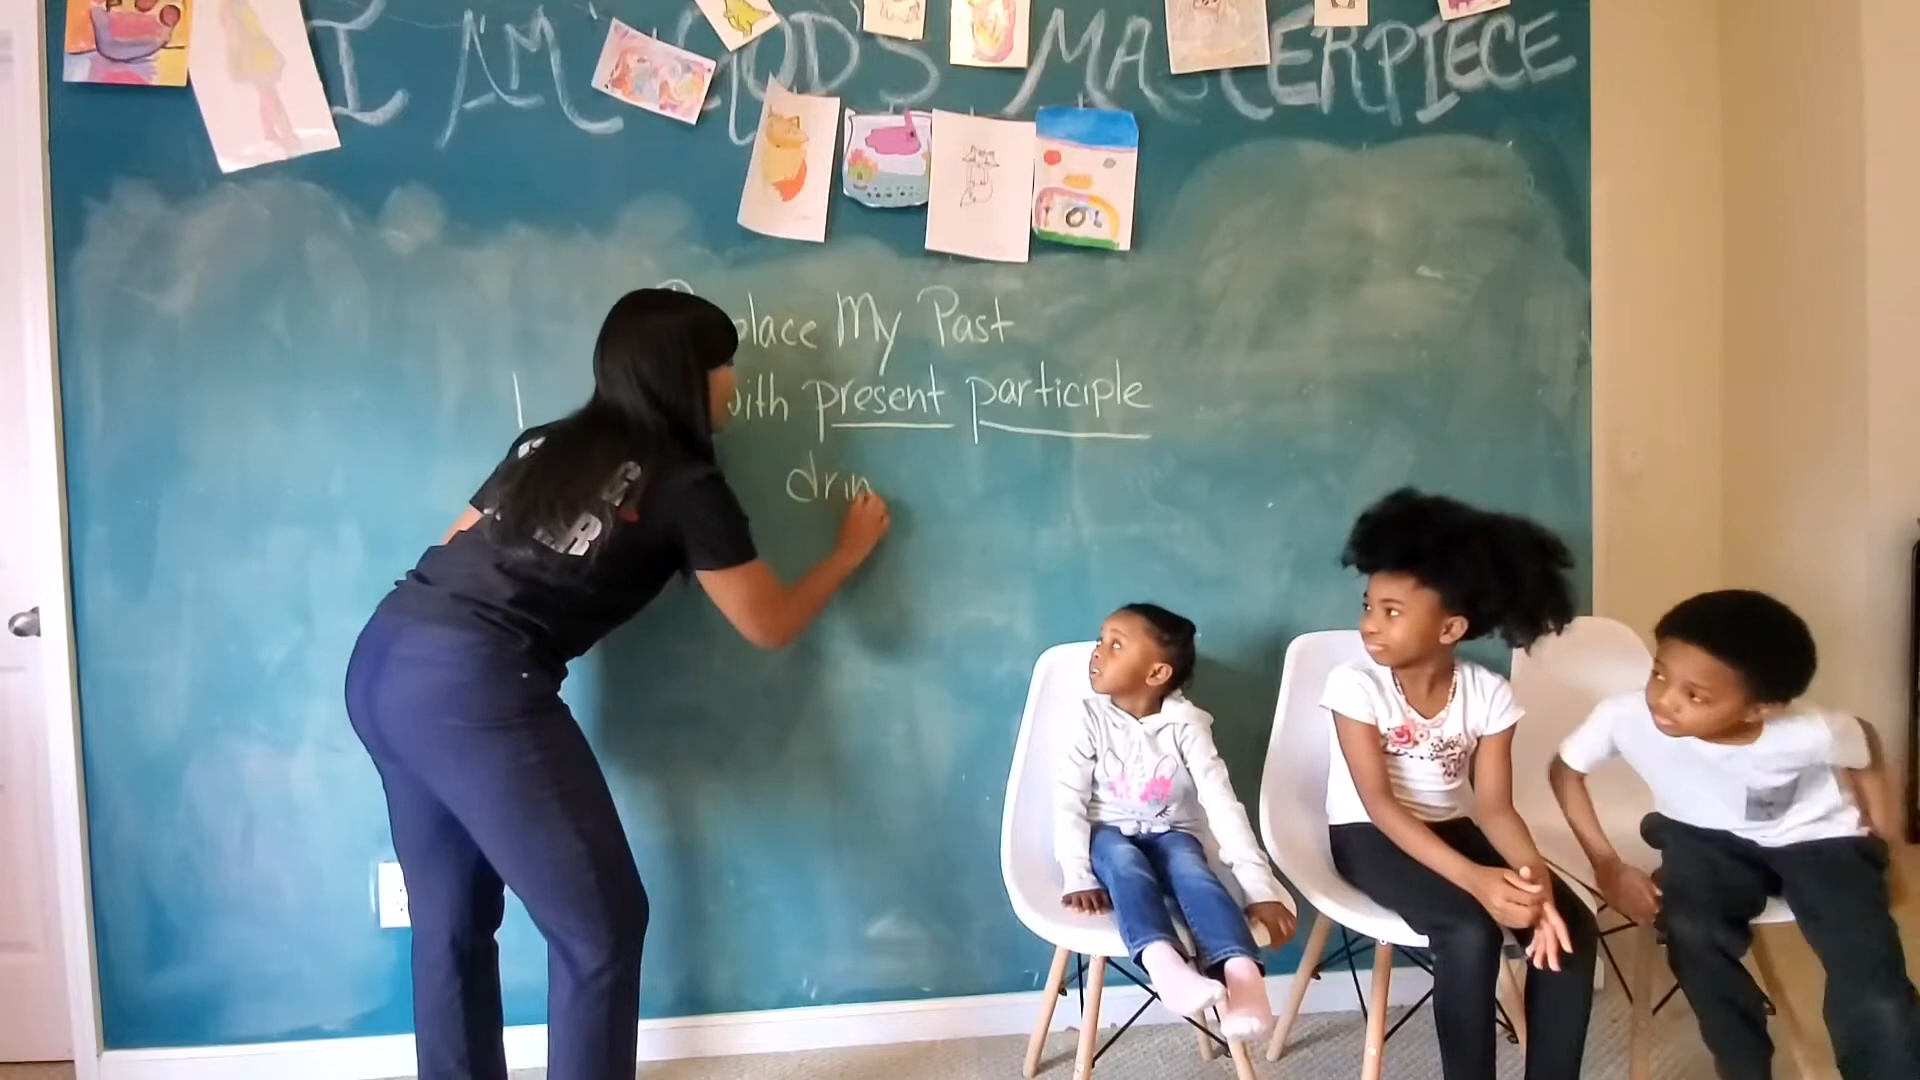 I AM GOD'S MASTERPIECE
place My Past
with present participle
drin